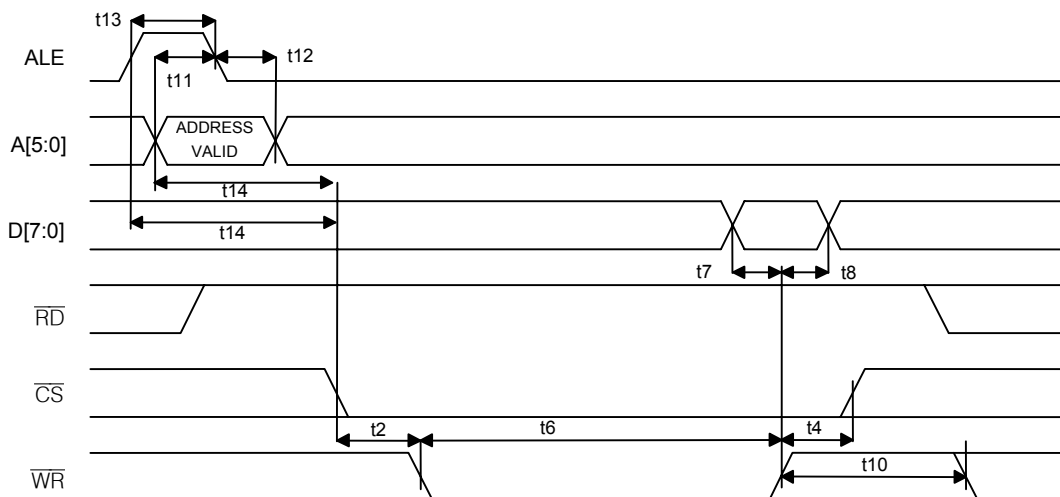 t13
ALE
t12
t11
ADDRESS
VALID
A[5:0]
t14
D[7:0]
t14
t7
t8
RD
CS
t2
t6
t4
t10
WR